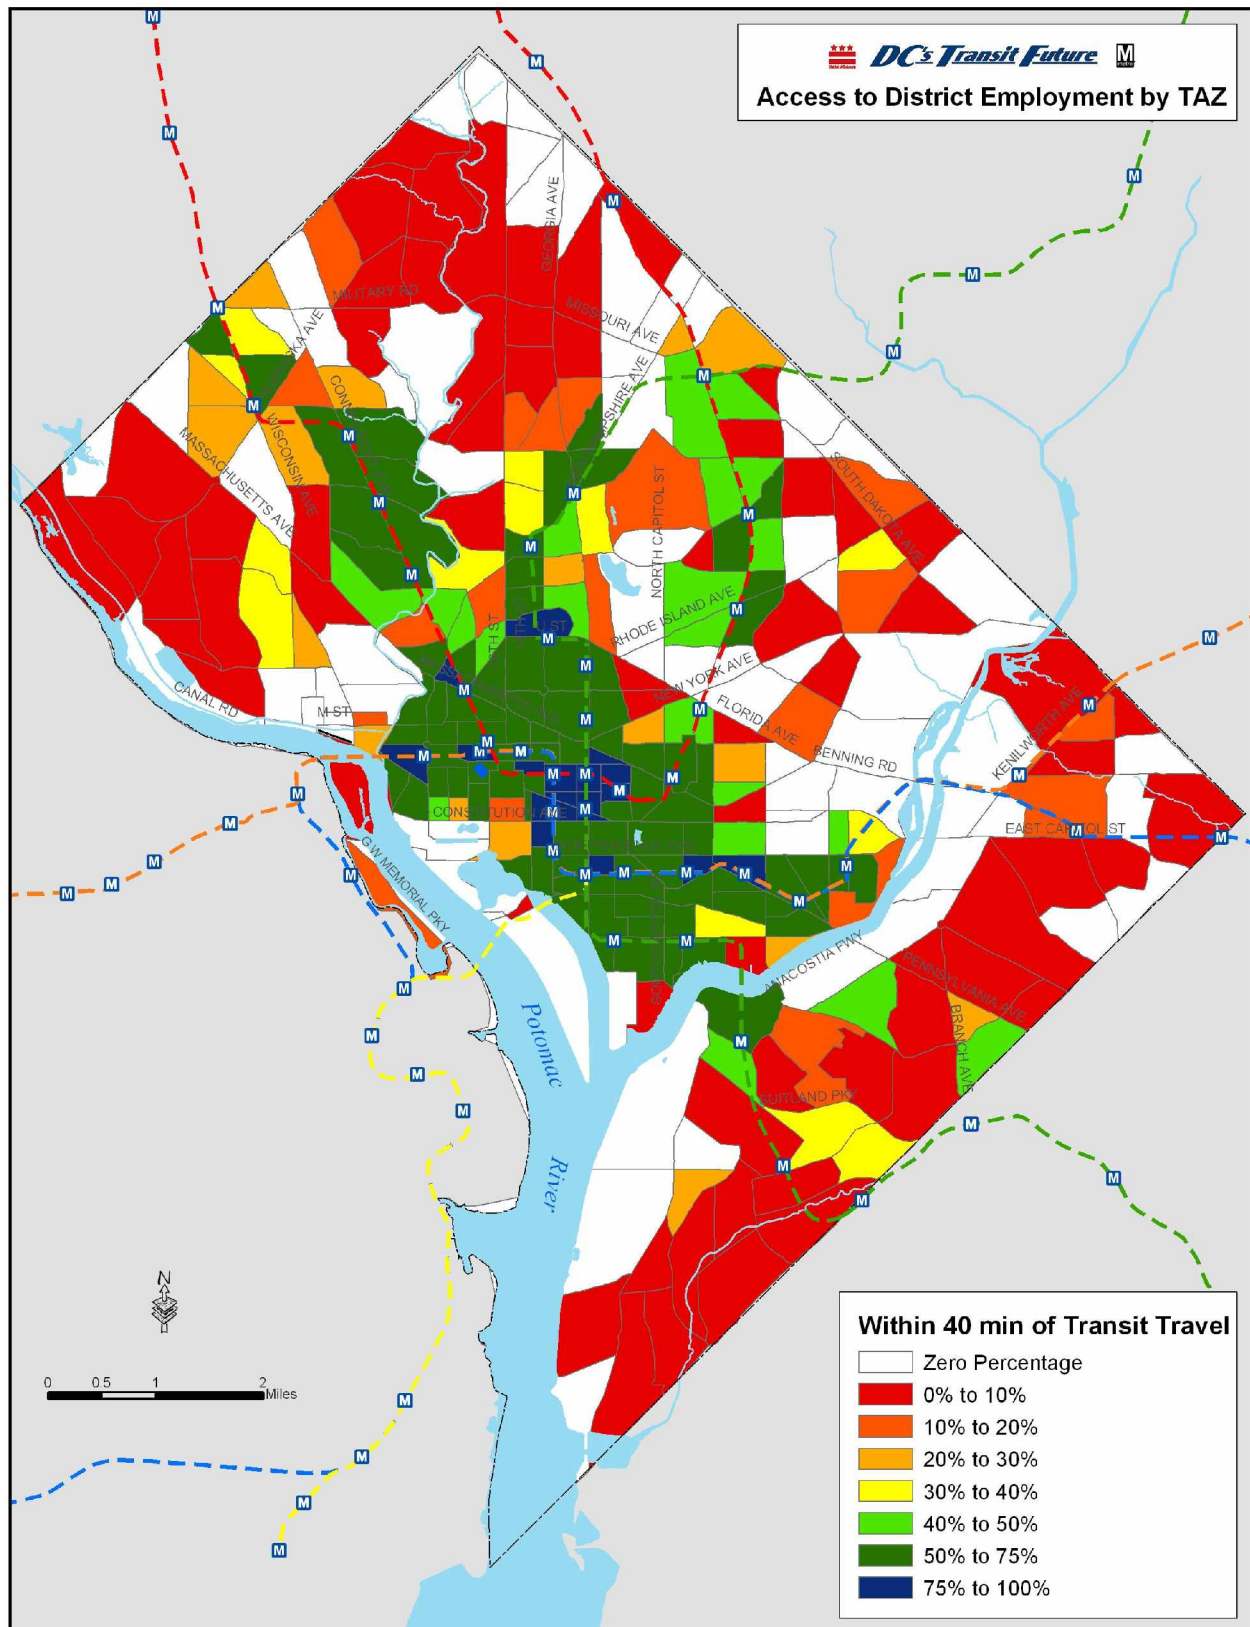 DC's Transit Future
Access to District Employment by TAZ
GEORGIA AVE
MILITARY RD
MISSOURI AVE
SOUTH DAKOTA AVE
WISCONSIN AVE
MASSACHUSETTS AVE
NORTH CAPITOL ST
RHODE ISLAND AVE
NEW YORK AVE
FLORIDA AVE
CANAL RD
M ST
U ST
BENNING RD
KENILWORTH AVE
EAST CAPITOL ST
CONSTITUTION AVE
G.W MEMORIAL PKY
ANACOSTIA FWY
PENNSYLVANIA AVE
BRANCH AVE
SUITLAND PKY
Potomac
River
N
0 0.5 1 2
Miles
Within 40 min of Transit Travel
Zero Percentage
0% to 10%
10% to 20%
20% to 30%
30% to 40%
40% to 50%
50% to 75%
75% to 100%